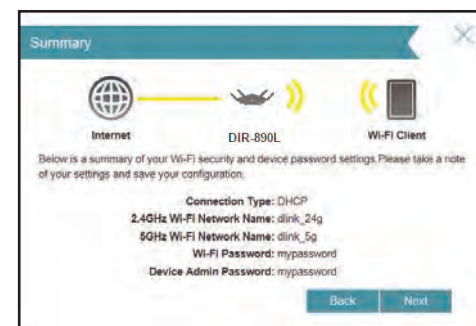 Summary
Internet
DIR-890L
Wi-Fi Client
Below is a summary of your Wi-Fi security and device password settings.Please take a note
of your settings and save your configuration.
Connection Type: DHCP
2.4GHz Wi-Fi Network Name: dlink_24g
5GHz Wi-Fi Network Name: dlink_5g
Wi-Fi Password: mypassword
Device Admin Password: mypassword
Back
Next